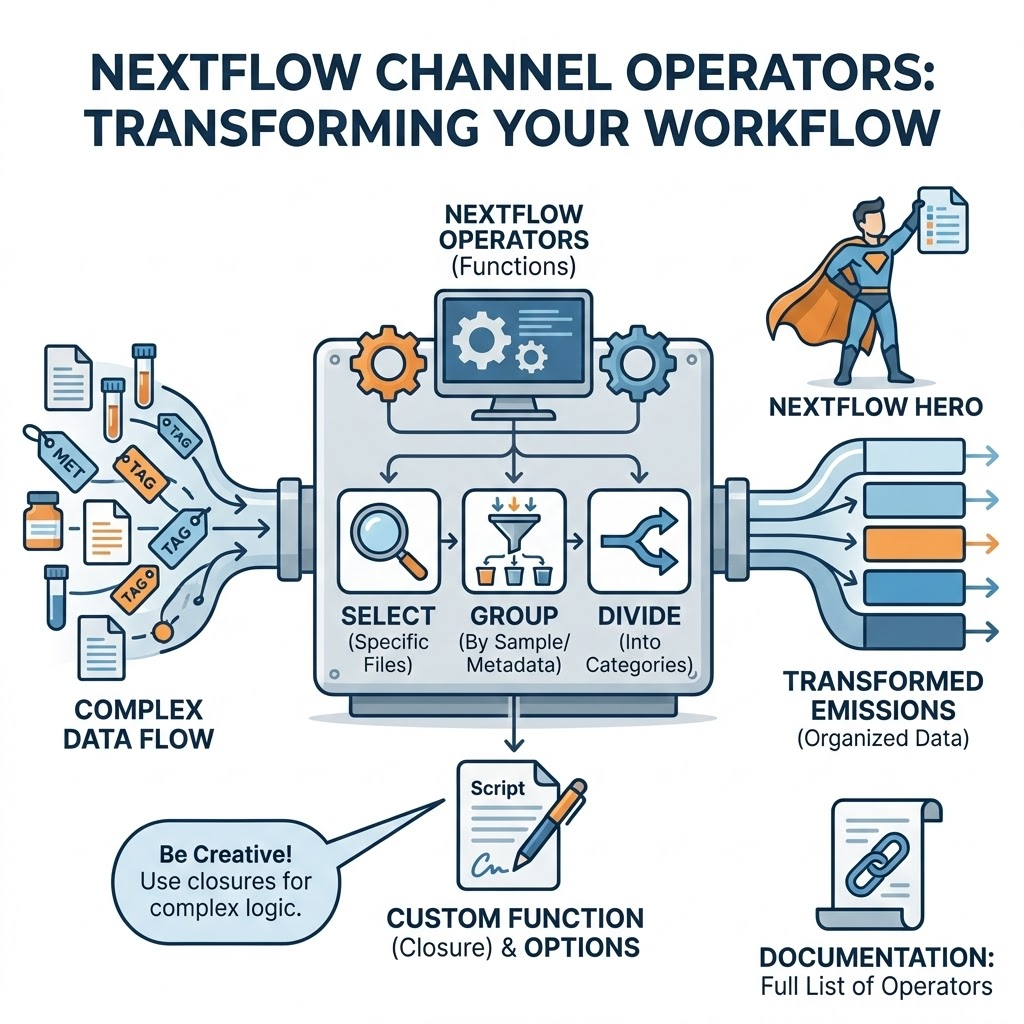 NEXTFLOW CHANNEL OPERATORS:
TRANSFORMING YOUR WORKFLOW
NEXTFLOW
OPERATORS
(Functions)
NEXTFLOW HERO
TAG
MET
TAG
TAG
TAG
COMPLEX
DATA FLOW
SELECT
(Specific
Files)
GROUP
(By Sample/
Metadata)
DIVIDE
(Into
Categories)
TRANSFORMED
EMISSIONS
(Organized Data)
Script
Be Creative!
Use closures for
complex logic.
CUSTOM FUNCTION
(Closure) & OPTIONS
DOCUMENTATION:
Full List of Operators